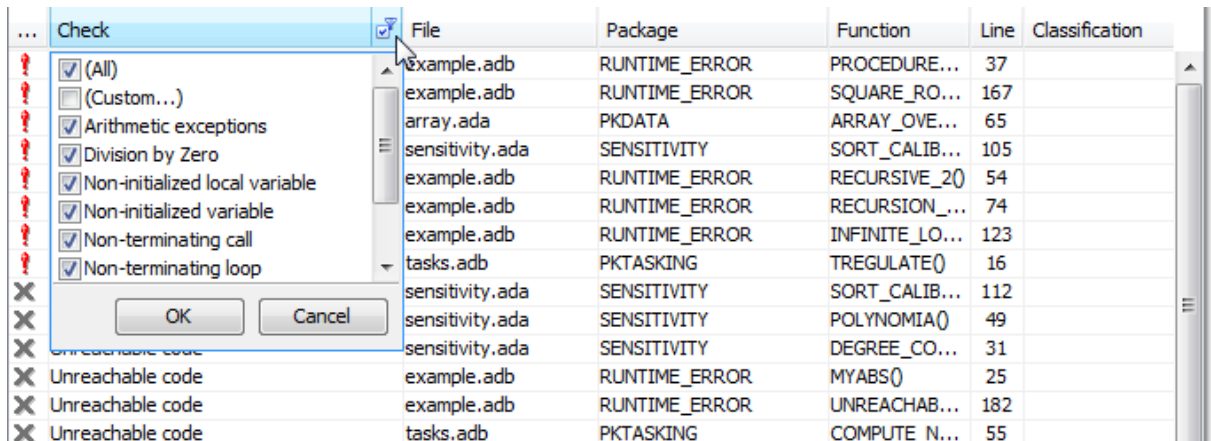 ... Check File Package Function Line Classification
(All) example.adb RUNTIME_ERROR PROCEDURE... 37
(Custom...) example.adb RUNTIME_ERROR SQUARE_RO... 167
Arithmetic exceptions array.ada PKDATA ARRAY_OVE... 65
Division by Zero sensitivity.ada SENSITIVITY SORT_CALIB... 105
Non-initialized local variable example.adb RUNTIME_ERROR RECURSIVE_2() 54
Non-initialized variable example.adb RUNTIME_ERROR RECURSION_... 74
Non-terminating call example.adb RUNTIME_ERROR INFINITE_LO... 123
Non-terminating loop tasks.adb PKTASKING TREGULATE() 16
sensitivity.ada SENSITIVITY SORT_CALIB... 112
OK Cancel sensitivity.ada SENSITIVITY POLYNOMIA() 49
Unreachable code sensitivity.ada SENSITIVITY DEGREE_CO... 31
Unreachable code example.adb RUNTIME_ERROR MYABS() 25
Unreachable code example.adb RUNTIME_ERROR UNREACHAB... 182
Unreachable code tasks.adb PKTASKING COMPUTE_N... 55